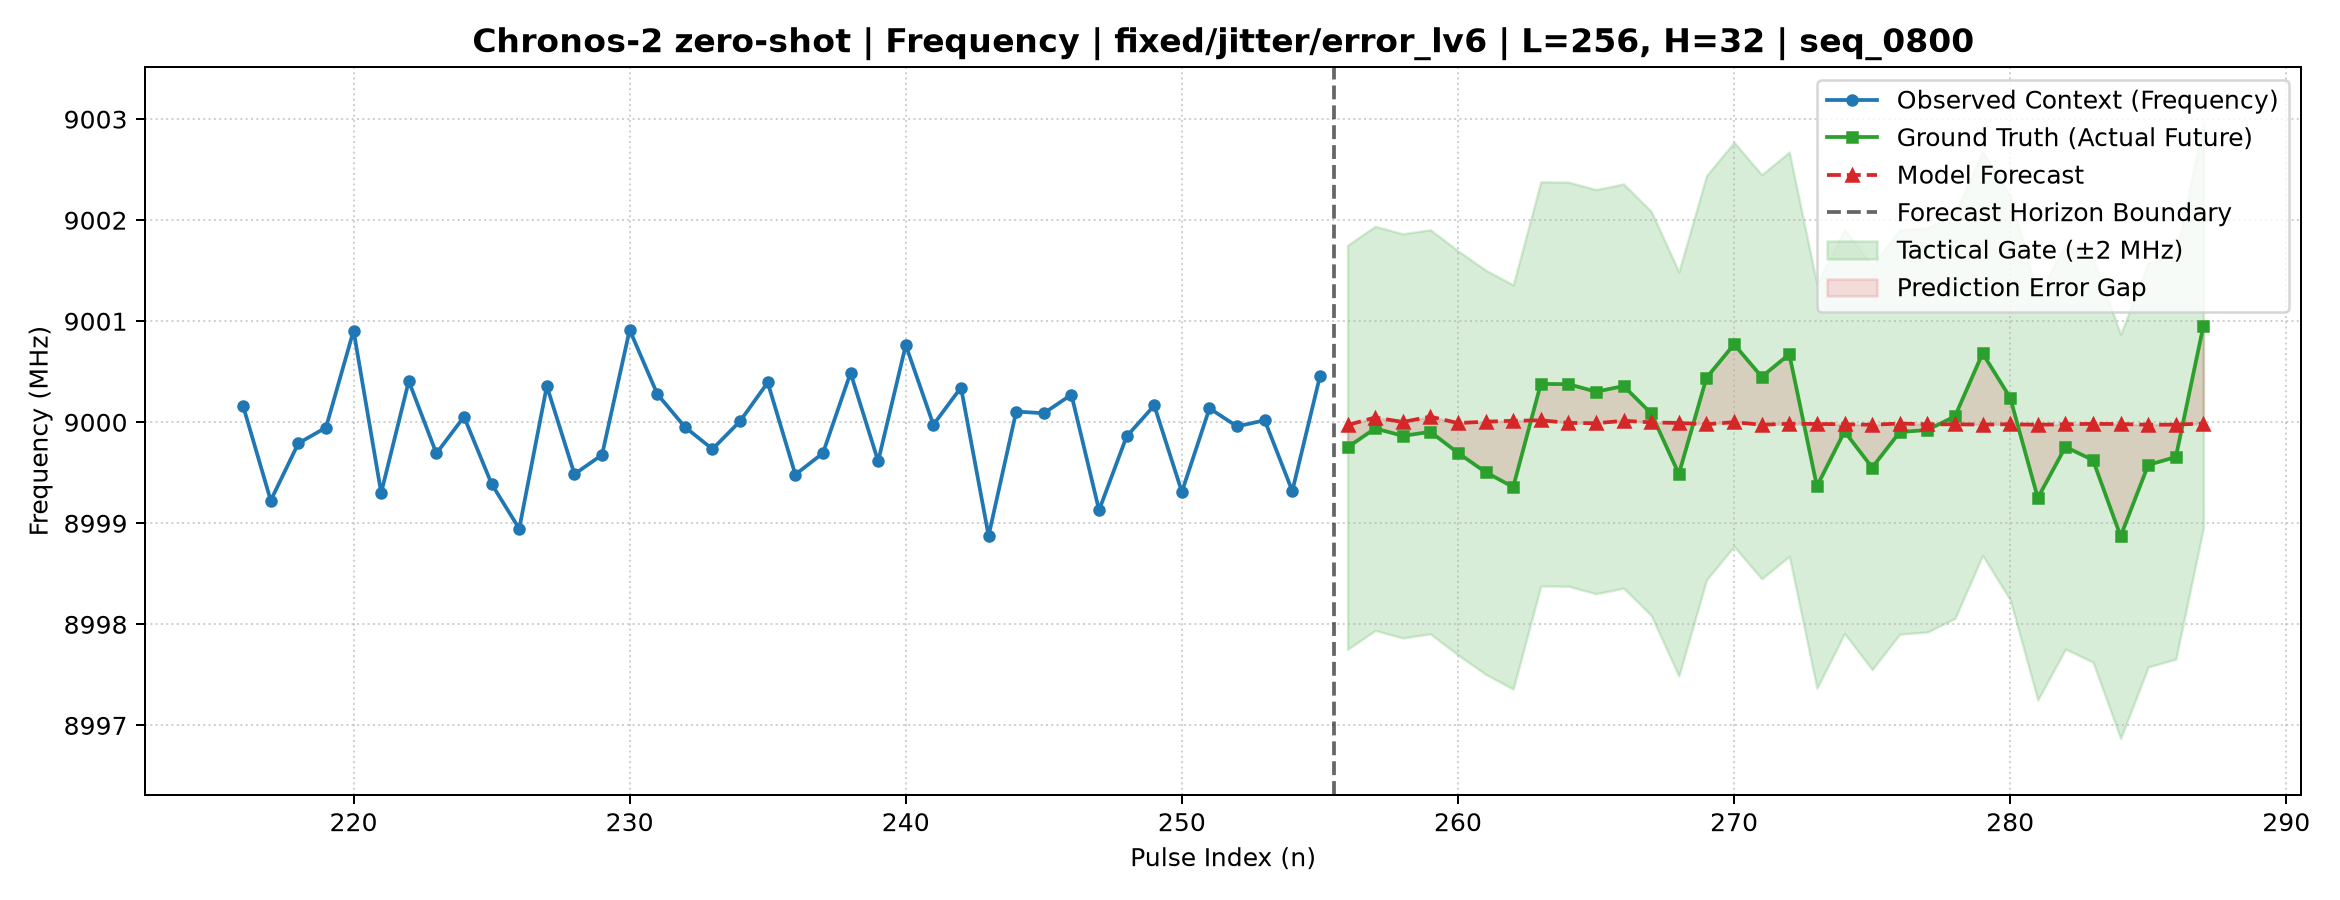 Chronos-2 zero-shot | Frequency | fixed/jitter/error_lv6 | L=256, H=32 | seq_0800
Observed Context (Frequency)
Ground Truth (Actual Future)
Model Forecast
Forecast Horizon Boundary
Tactical Gate (±2 MHz)
Prediction Error Gap
Frequency (MHz)
9003
9002
9001
9000
8999
8998
8997
220 230 240 250 260 270 280 290
Pulse Index (n)